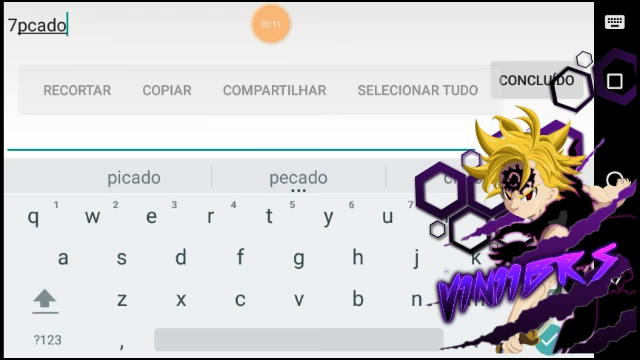 7pcado
00:11
RECORTAR COPIAR COMPARTILHAR SELECIONAR TUDO CONCLUÍDO
picado pecado
q 1 w 2 e 3 r 4 t 5 y 6 u 7
a s d f g h j k
z x c v b n
?123 ,
V1N11BR S